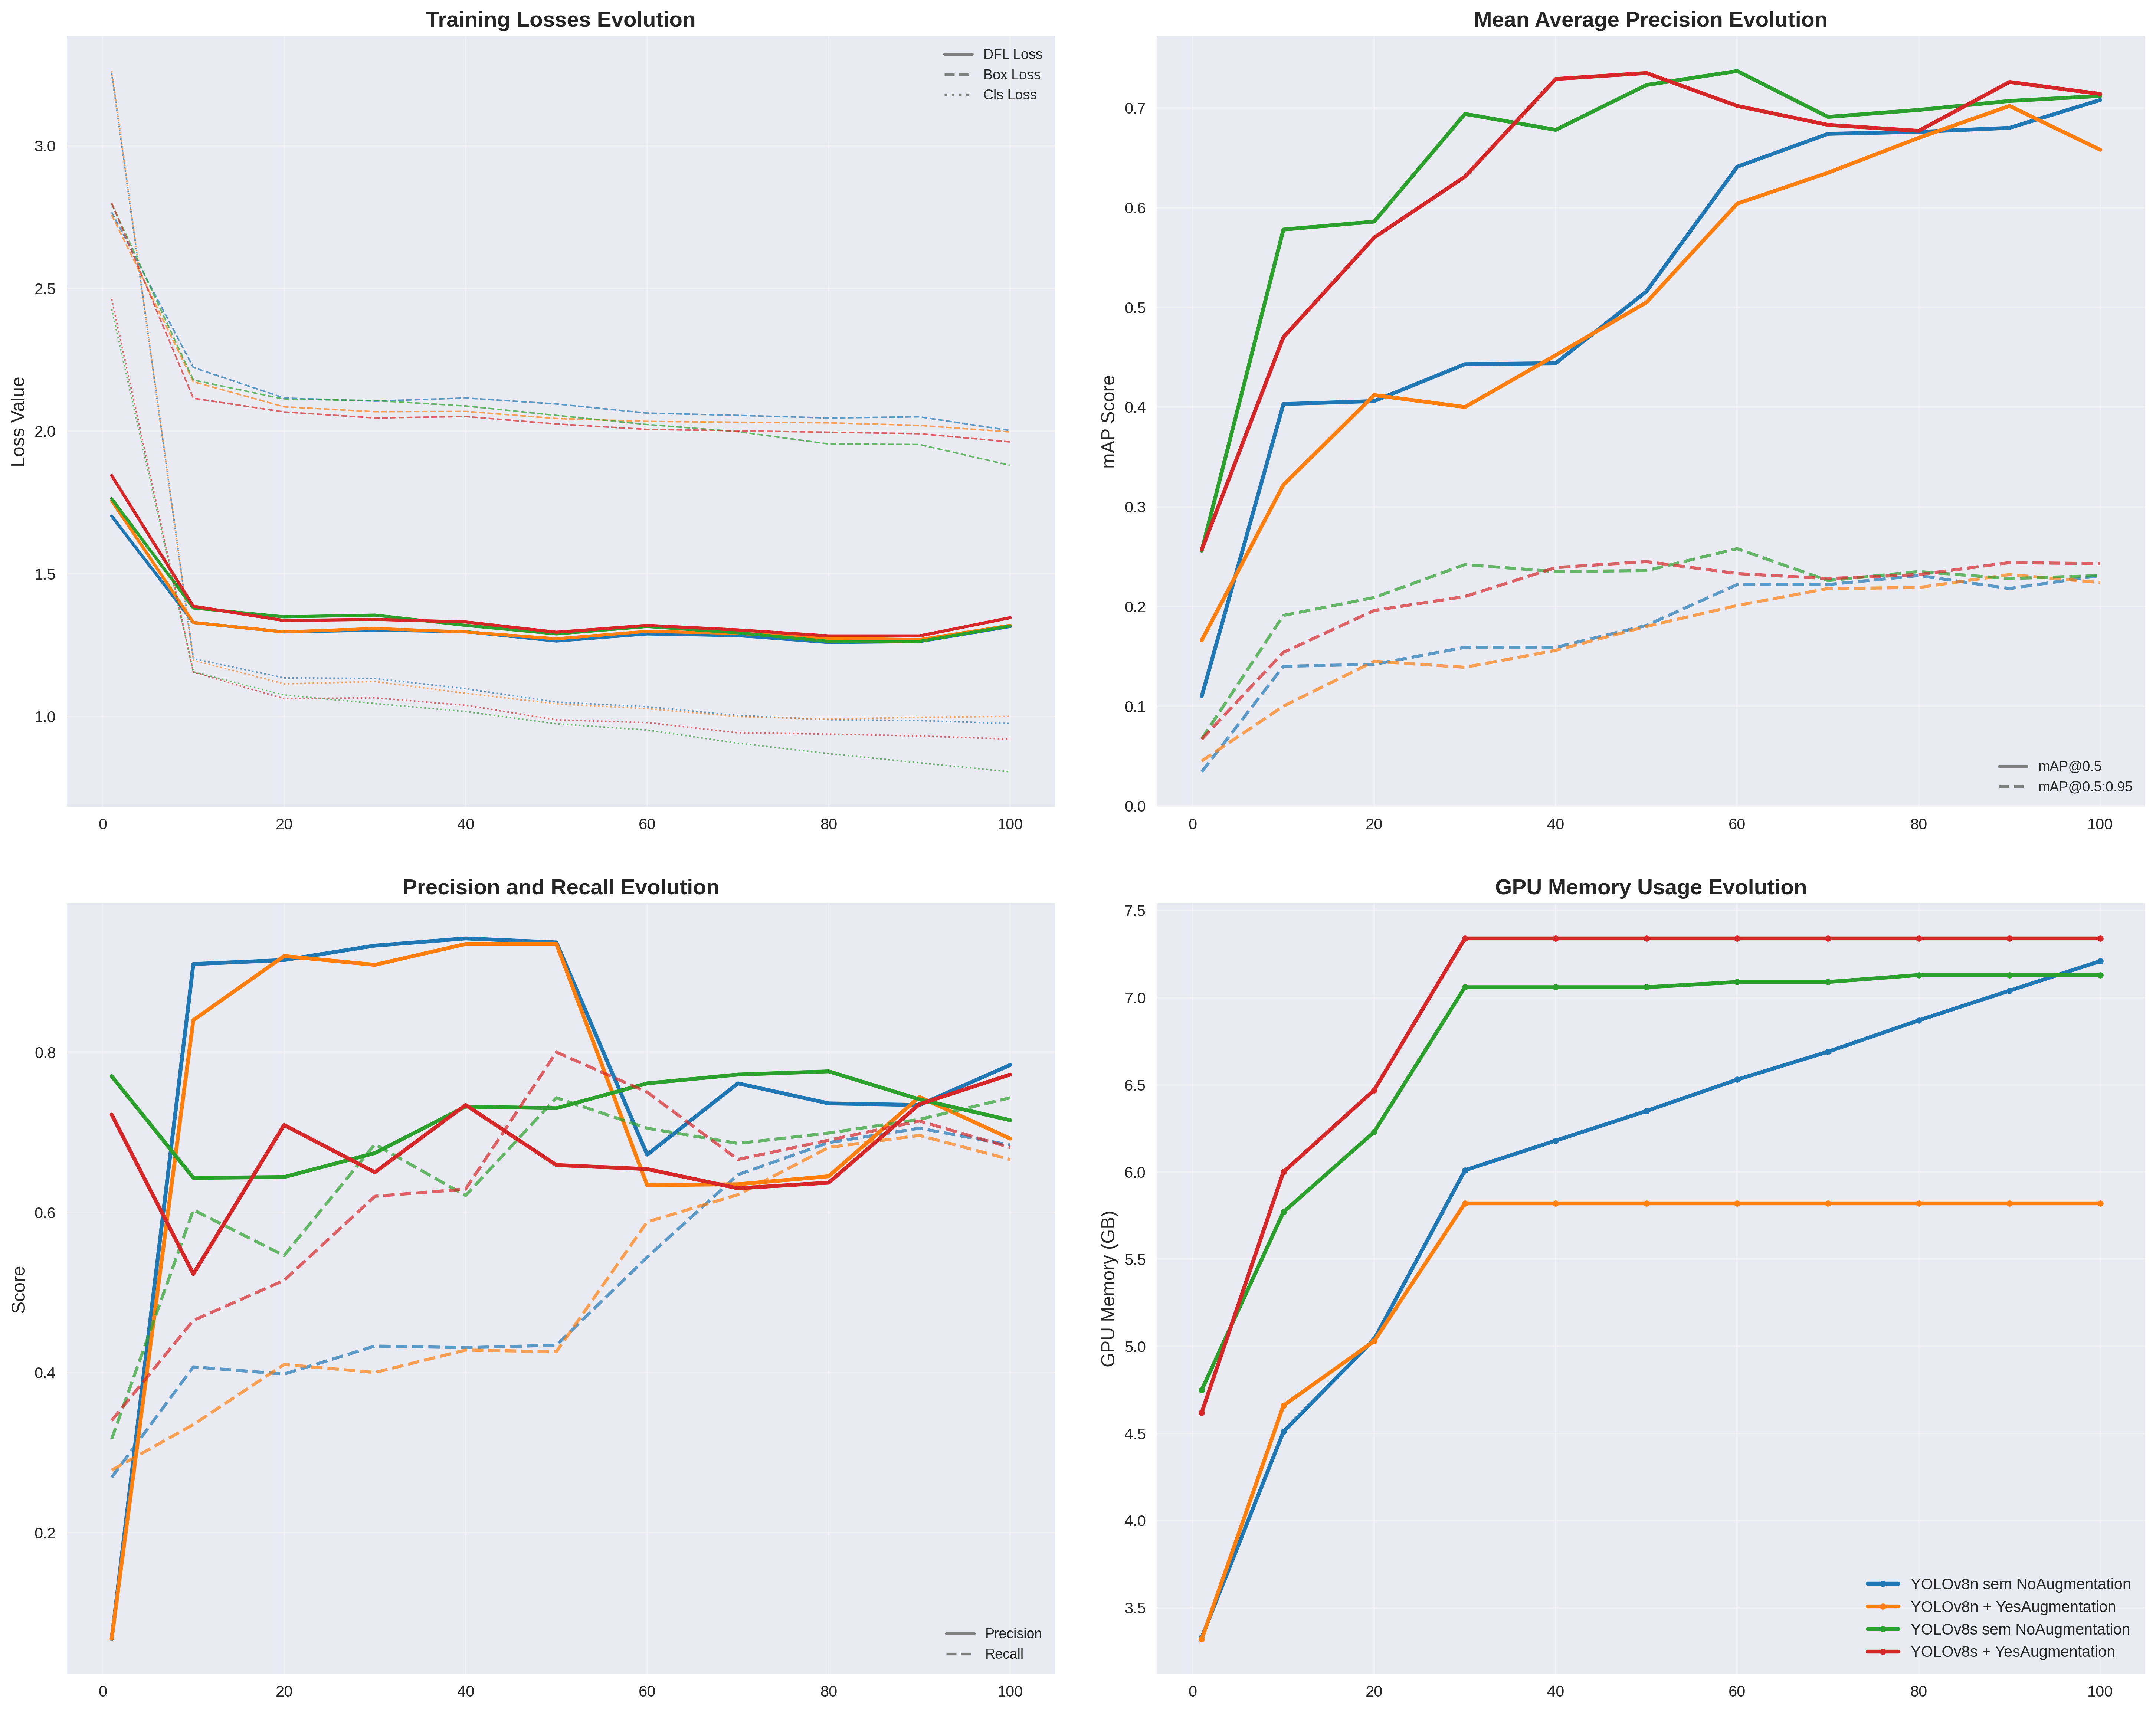 Training Losses Evolution
DFL Loss
Box Loss
Cls Loss
Loss Value
3.0
2.5
2.0
1.5
1.0
0 20 40 60 80 100
Mean Average Precision Evolution
mAP Score
0.7
0.6
0.5
0.4
0.3
0.2
0.1
0.0
mAP@0.5
mAP@0.5:0.95
0 20 40 60 80 100
Precision and Recall Evolution
Score
0.8
0.6
0.4
0.2
Precision
Recall
0 20 40 60 80 100
GPU Memory Usage Evolution
GPU Memory (GB)
7.5
7.0
6.5
6.0
5.5
5.0
4.5
4.0
3.5
YOLOv8n sem NoAugmentation
YOLOv8n + YesAugmentation
YOLOv8s sem NoAugmentation
YOLOv8s + YesAugmentation
0 20 40 60 80 100